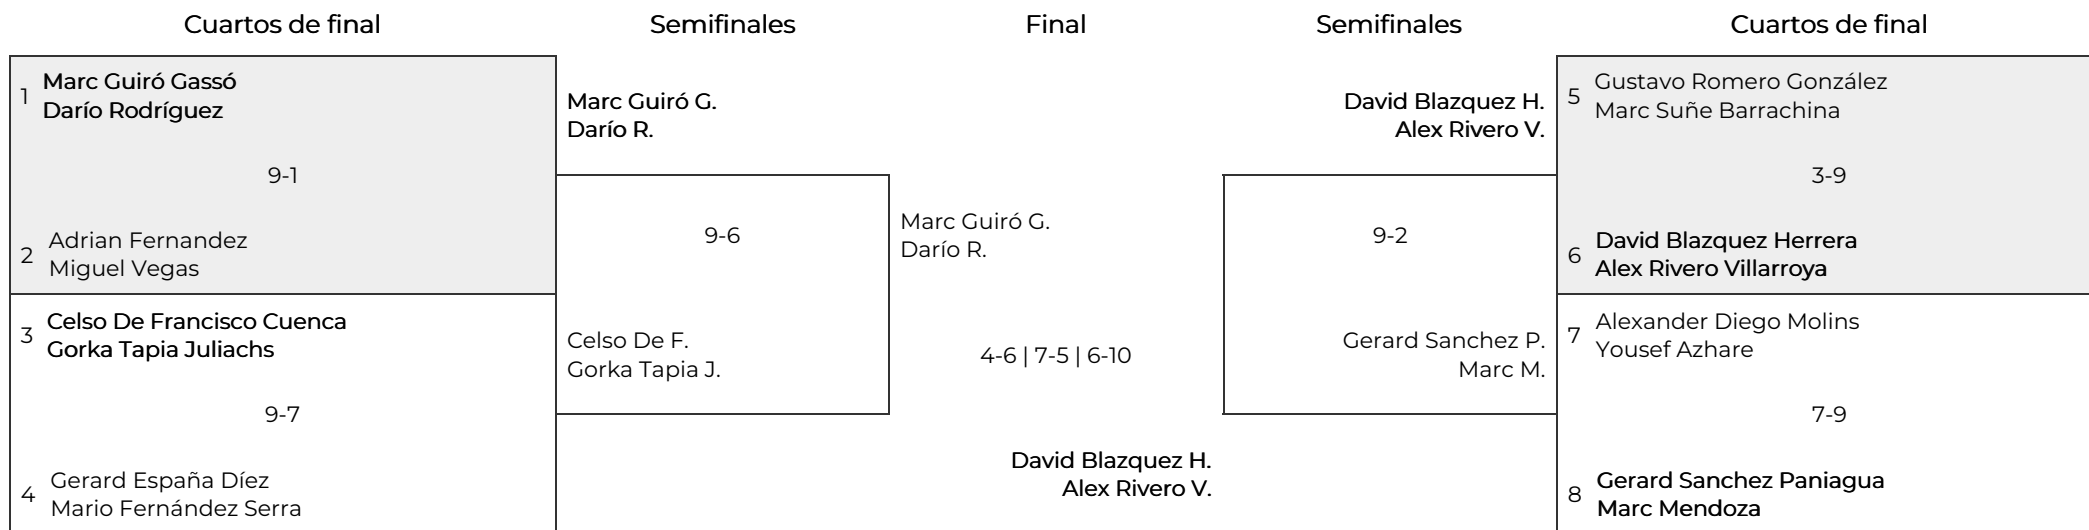 Cuartos de final
Semifinales
Final
Semifinales
Cuartos de final
1
Marc Guiró Gassó
Darío Rodríguez
9-1
2
Adrian Fernandez
Miguel Vegas
3
Celso De Francisco Cuenca
Gorka Tapia Juliachs
9-7
4
Gerard España Díez
Mario Fernández Serra
Marc Guiró G.
Darío R.
9-6
Celso De F.
Gorka Tapia J.
Marc Guiró G.
Darío R.
4-6 | 7-5 | 6-10
David Blazquez H.
Alex Rivero V.
David Blazquez H.
Alex Rivero V.
9-2
Gerard Sanchez P.
Marc M.
5
Gustavo Romero González
Marc Suñe Barrachina
3-9
6
David Blazquez Herrera
Alex Rivero Villarroya
7
Alexander Diego Molins
Yousef Azhare
7-9
8
Gerard Sanchez Paniagua
Marc Mendoza